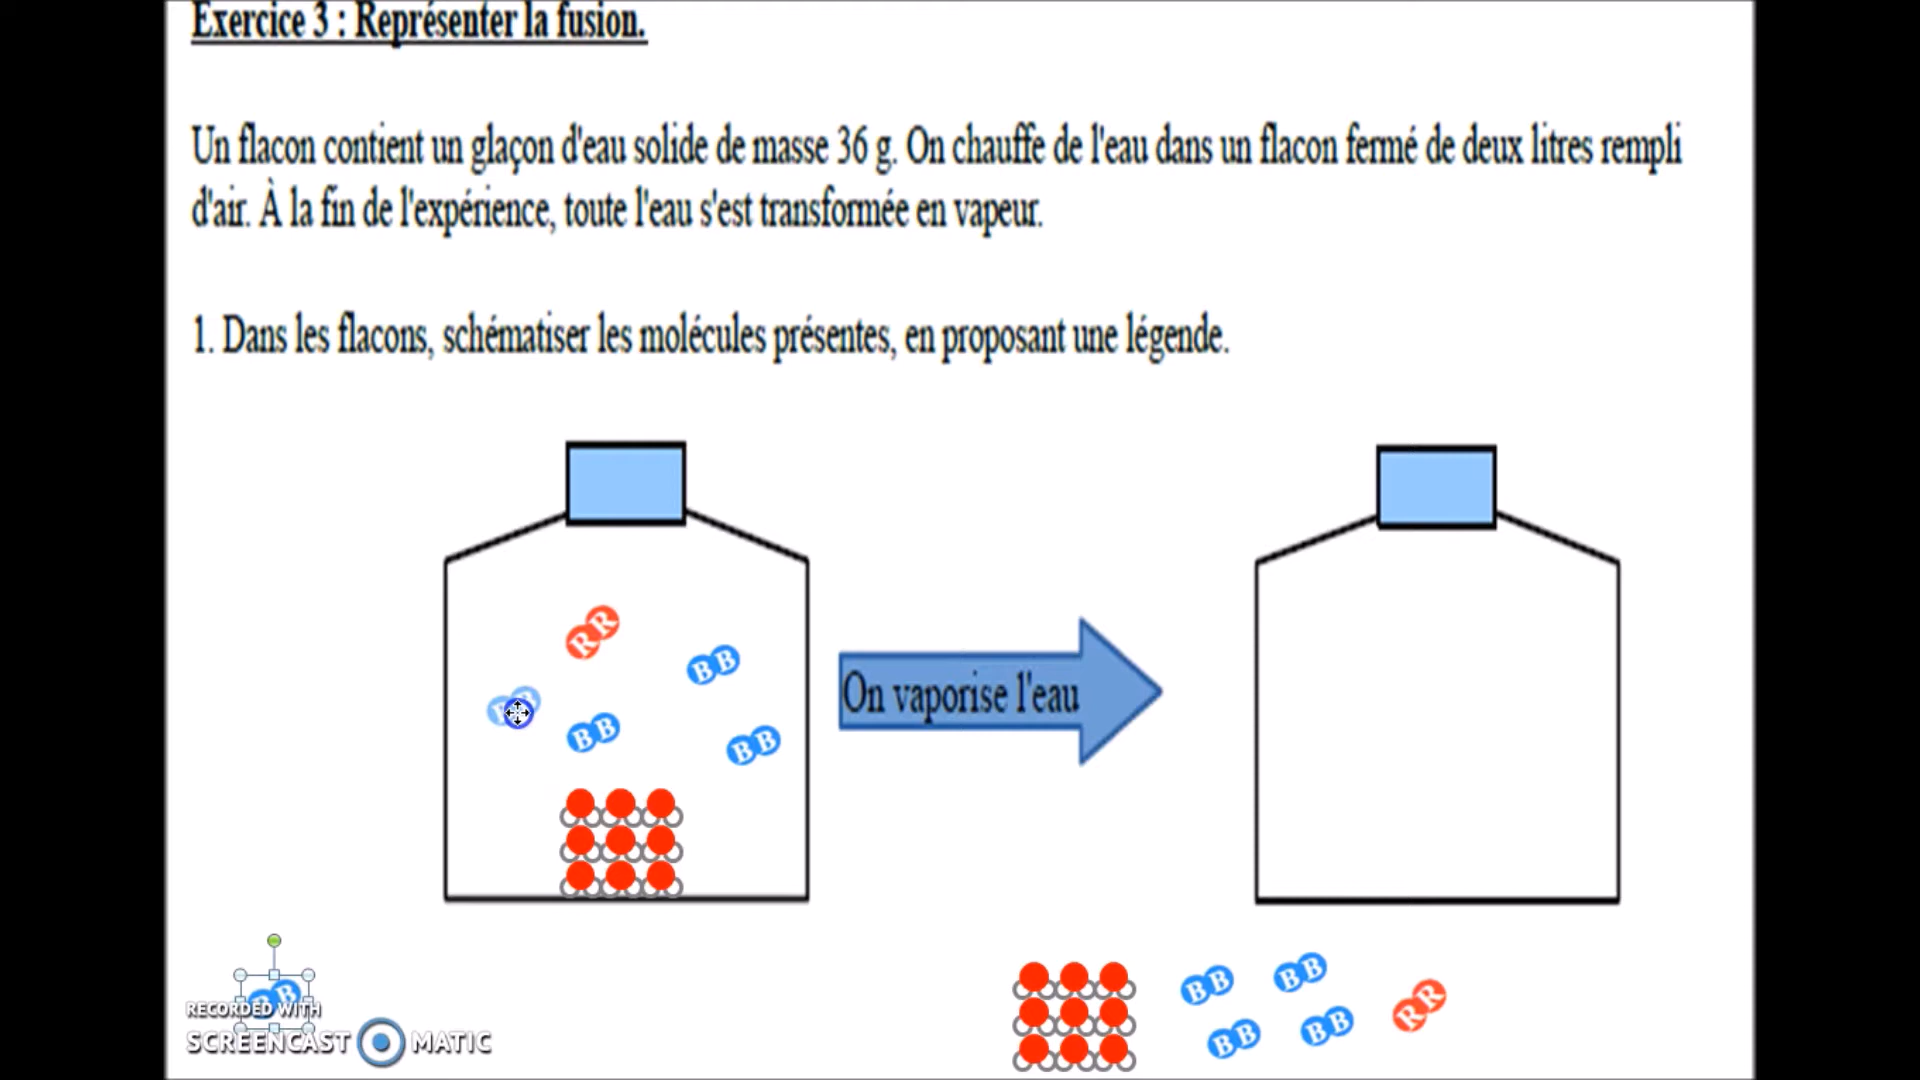 Exercice 3 : Représenter la fusion.
Un flacon contient un glaçon d'eau solide de masse 36 g. On chauffe de l'eau dans un flacon fermé de deux litres rempli
d'air. À la fin de l'expérience, toute l'eau s'est transformée en vapeur.
1. Dans les flacons, schématiser les molécules présentes, en proposant une légende.
R R
B B
B B
B B
B B
On vaporise l'eau
B B
B B
B B
R R
B B
B B
RECORDED WITH
SCREENCAST MATIC